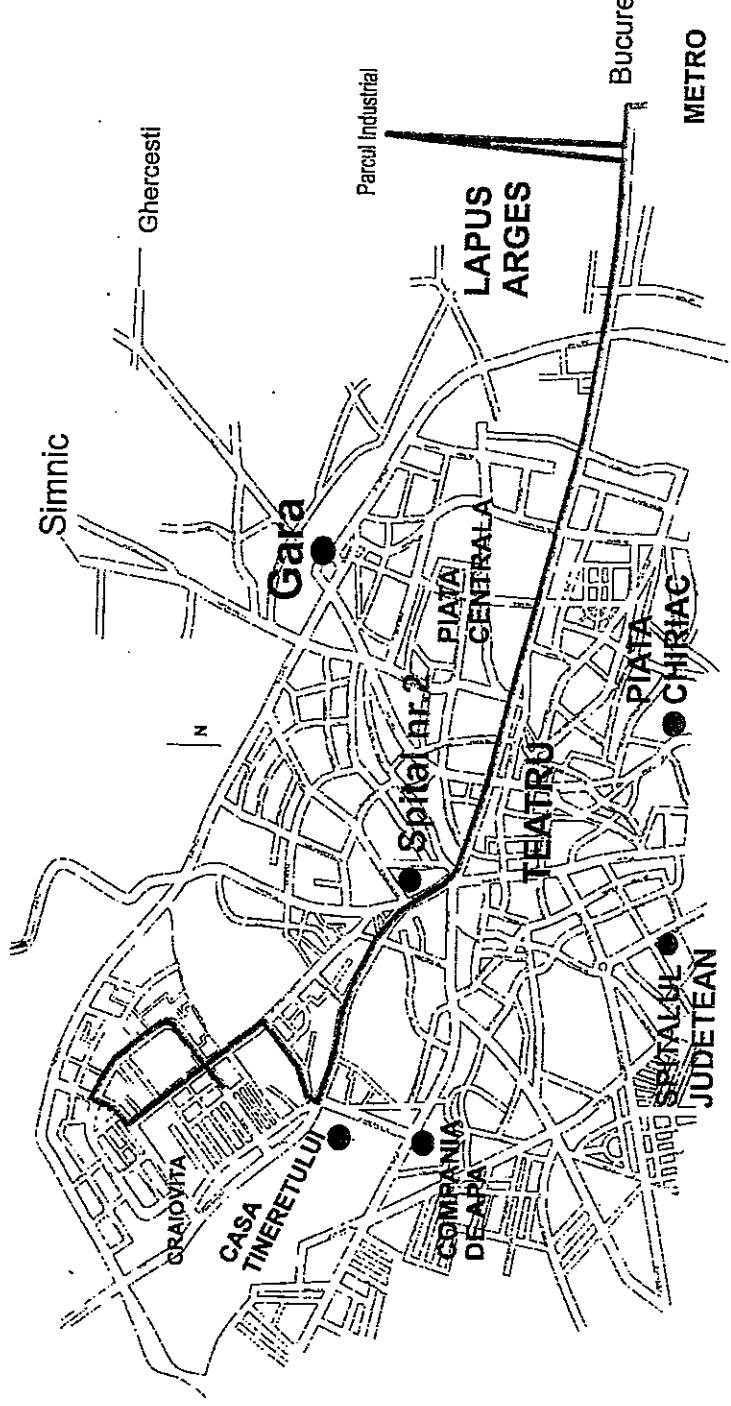 Simnic
Ghercesti
Gara
Parcul Industrial
N
LAPUS
ARGES
PIATA
CENTRALA
Spital nr.2
CRAIOVITA
CASA
TINERETULUI
TEATRU
COMPANIA
DE APA
PIATA
CHIRIAC
SPITALUL
JUDETEAN
Bucure
METRO